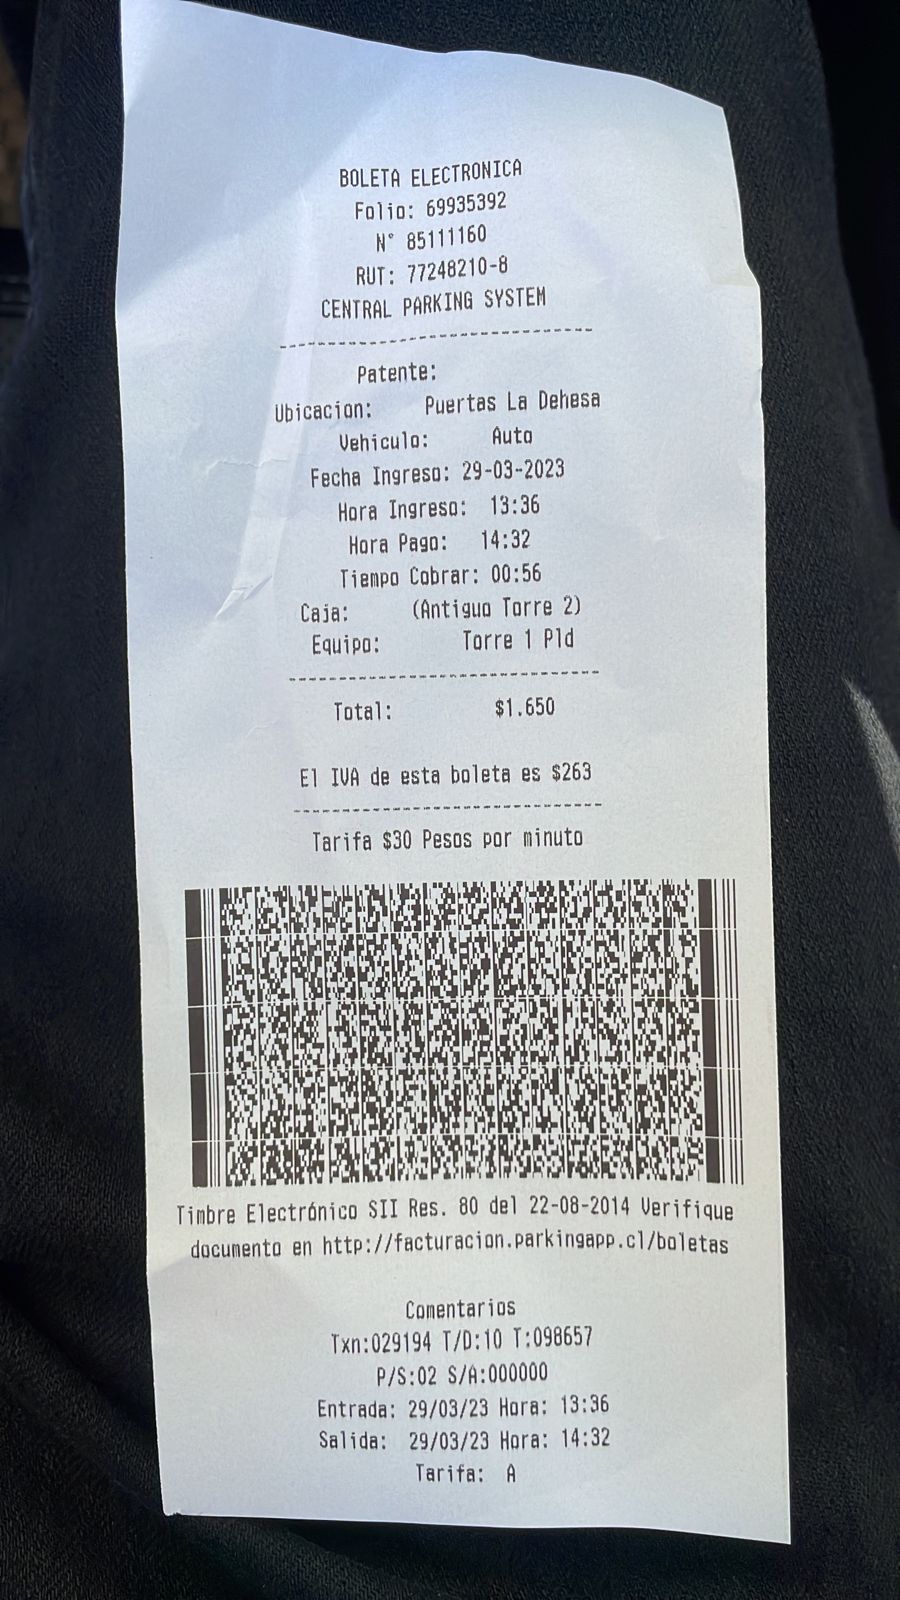 BOLETA ELECTRONICA
Folio: 69935392
N° 85111160
RUT: 77248210-8
CENTRAL PARKING SYSTEM
------------------------------
Patente:
Ubicacion: Puertas La Dehesa
Vehiculo: Auto
Fecha Ingreso: 29-03-2023
Hora Ingreso: 13:36
Hora Pago: 14:32
Tiempo Cobrar: 00:56
Caja: (Antiguo Torre 2)
Equipo: Torre 1 Pld
------------------------------
Total: $1.650
El IVA de esta boleta es $263
------------------------------
Tarifa $30 Pesos por minuto
Timbre Electrónico SII Res. 80 del 22-08-2014 Verifique
documento en http://facturacion.parkingapp.cl/boletas
Comentarios
Txn:029194 T/D:10 T:098657
P/S:02 S/A:000000
Entrada: 29/03/23 Hora: 13:36
Salida: 29/03/23 Hora: 14:32
Tarifa: A